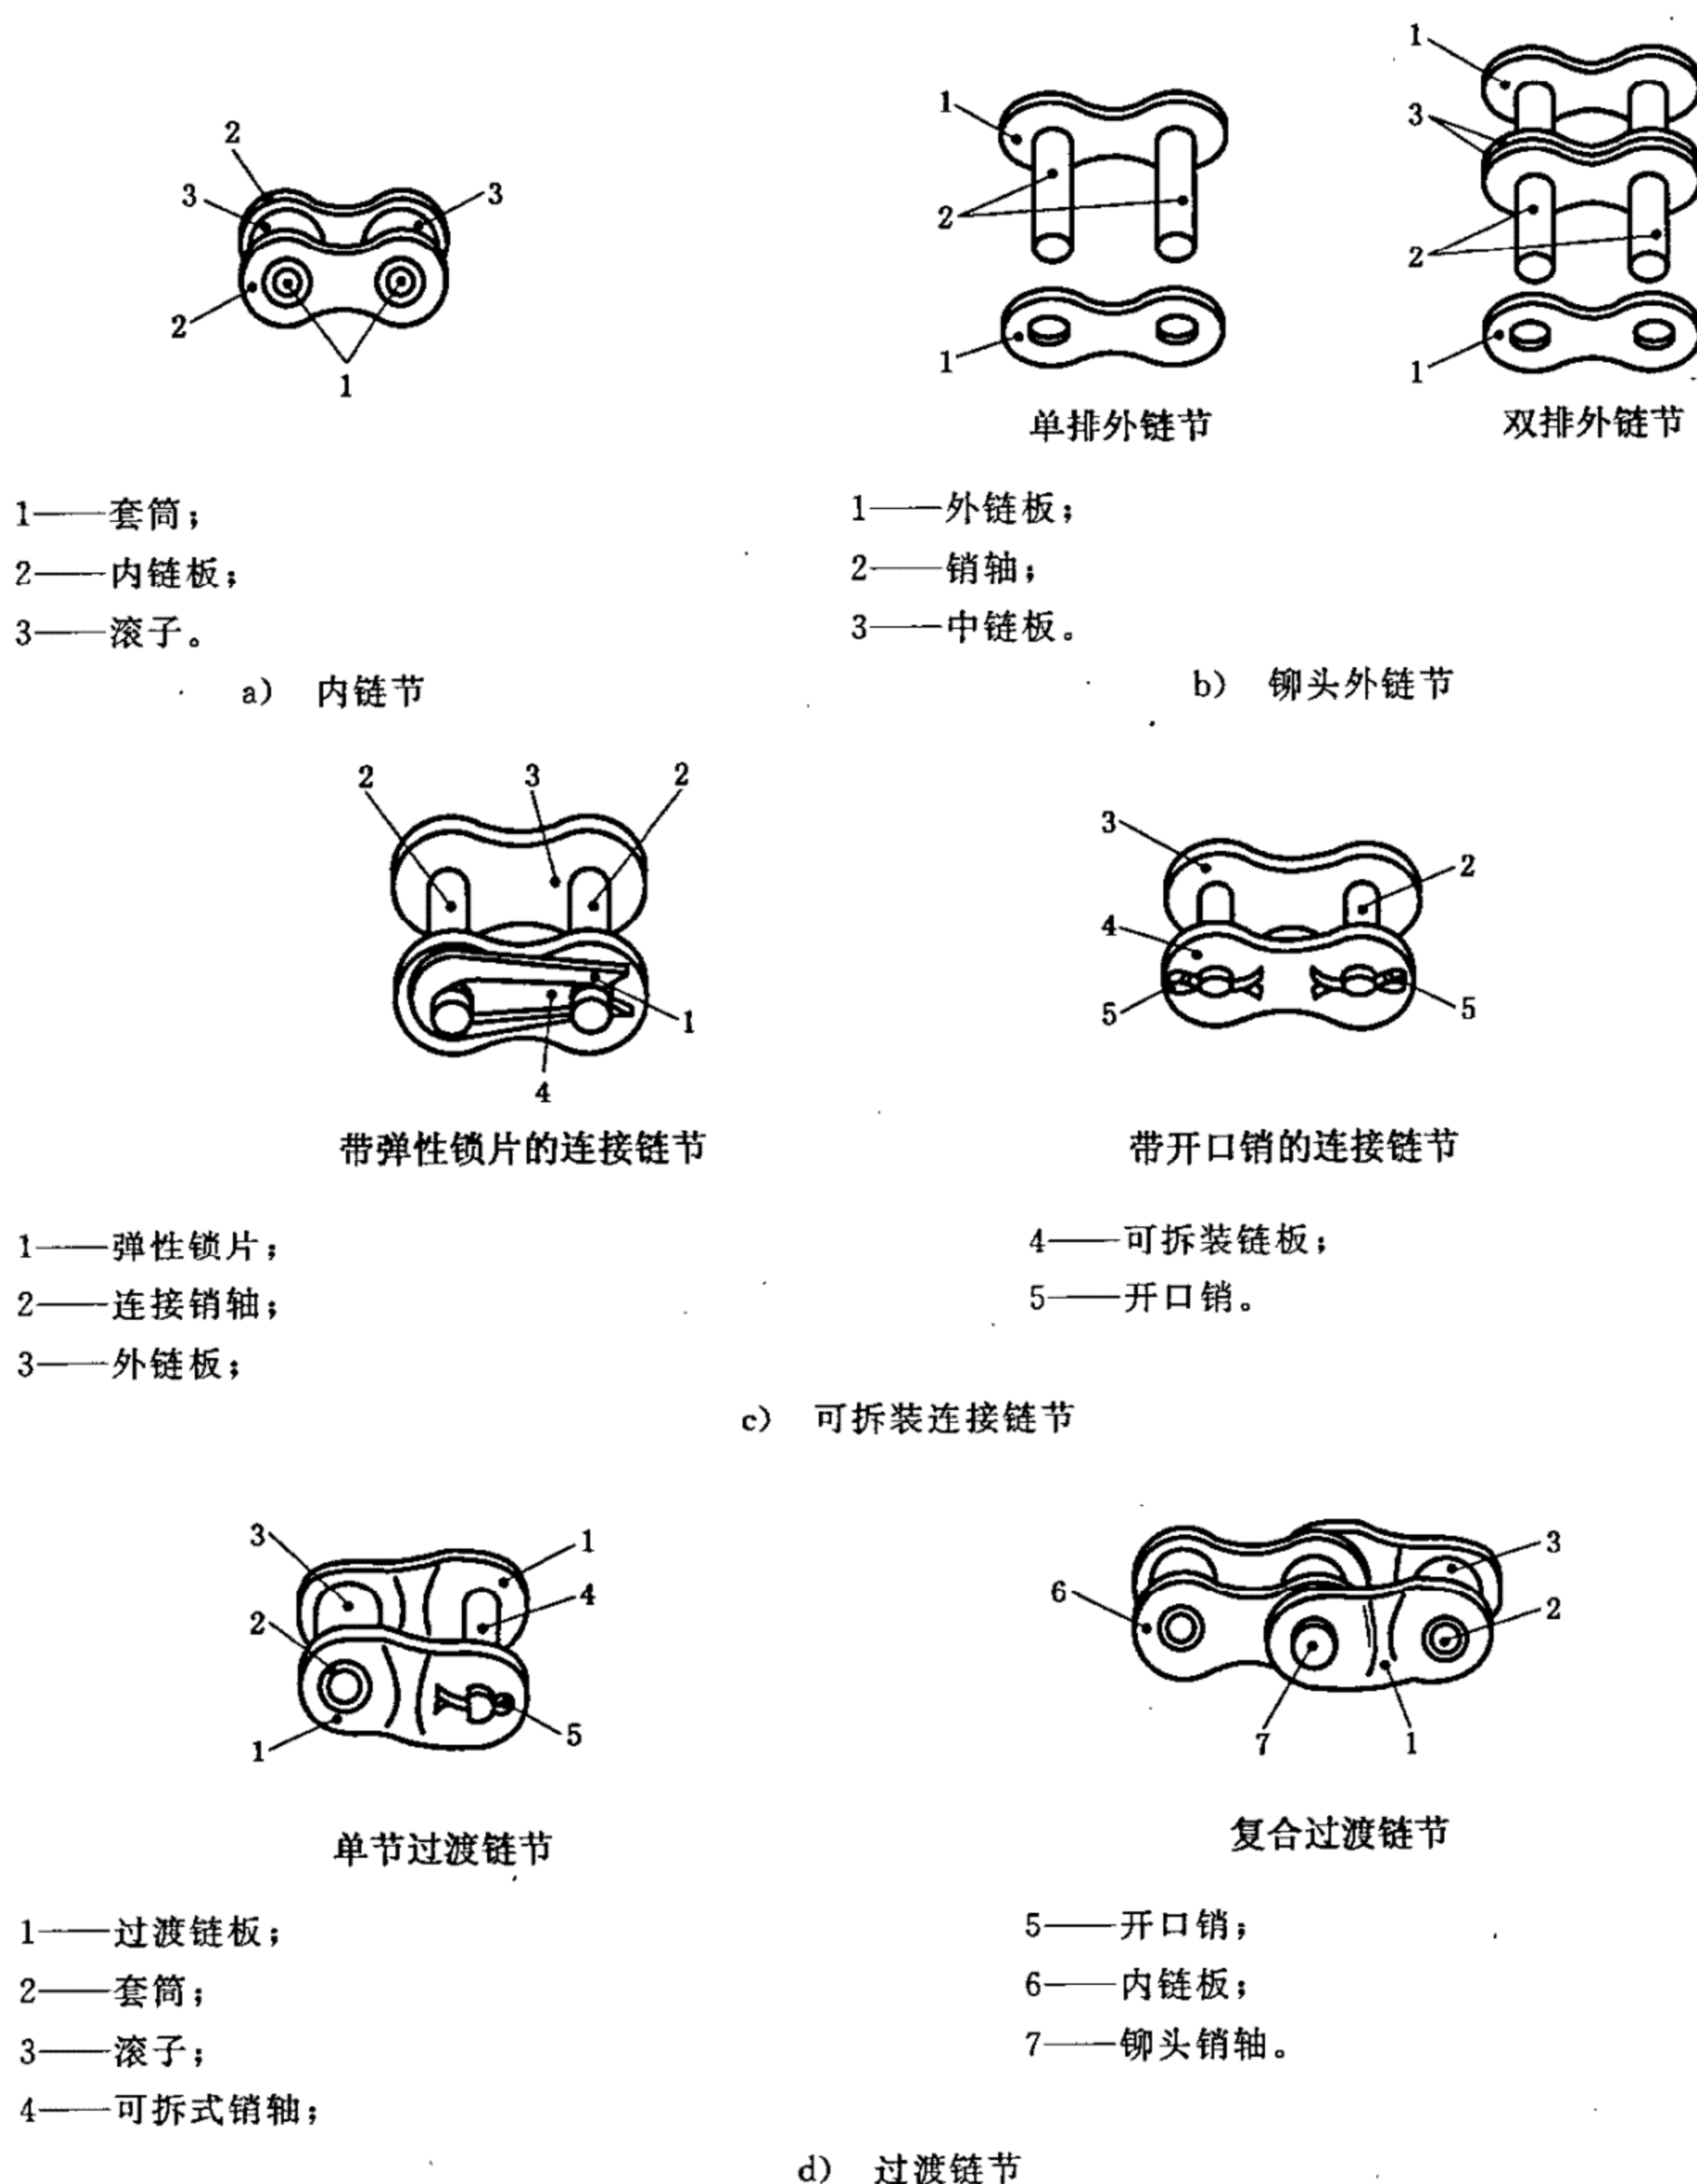 2
3
3
2
1
1
2
1
1
3
2
1
单排外链节
双排外链节
1——套筒;
2——内链板;
3——滚子。
a) 内链节
1——外链板;
2——销轴;
3——中链板。
b) 铆头外链节
2
3
2
1
4
3
2
4
5
5
带弹性锁片的连接链节
带开口销的连接链节
1——弹性锁片;
2——连接销轴;
3——外链板;
4——可拆装链板;
5——开口销。
c) 可拆装连接链节
3
1
4
2
1
5
3
6
2
7
1
单节过渡链节
复合过渡链节
1——过渡链板;
2——套筒;
3——滚子;
4——可拆式销轴;
5——开口销;
6——内链板;
7——铆头销轴。
d) 过渡链节